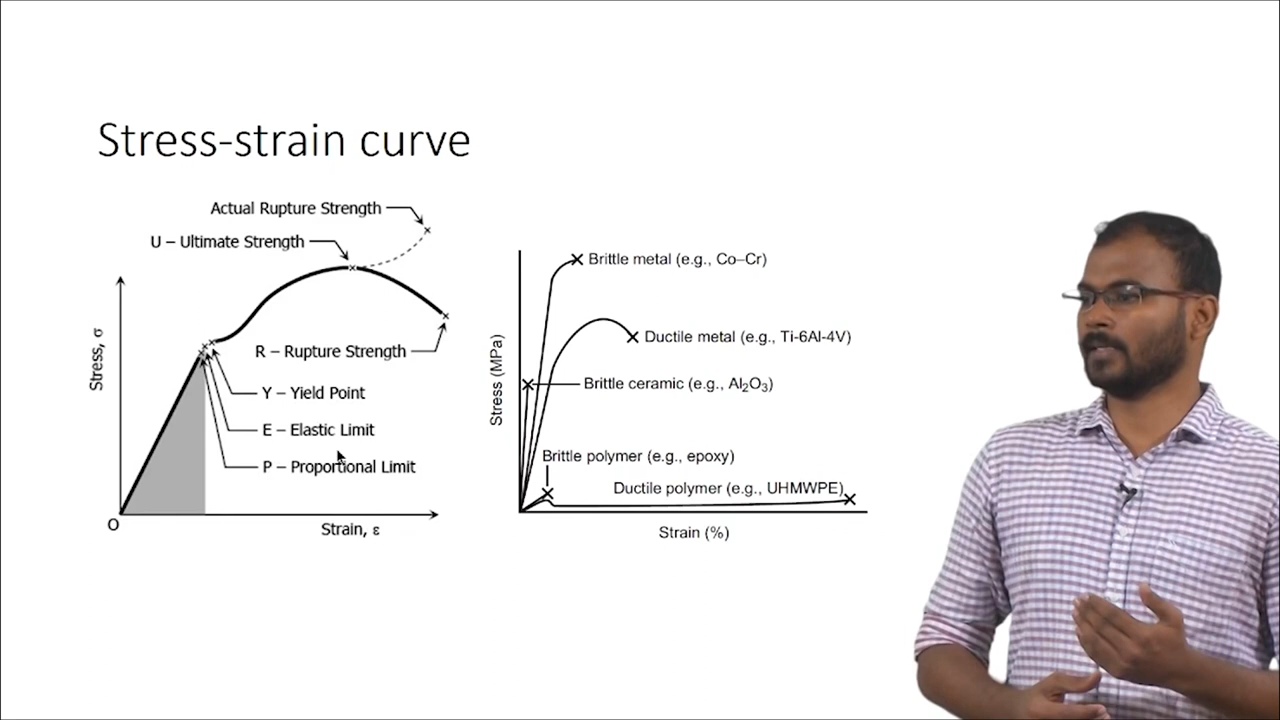 Stress-strain curve
Actual Rupture Strength
U – Ultimate Strength
Stress, σ
R – Rupture Strength
Y – Yield Point
E – Elastic Limit
P – Proportional Limit
O
Strain, ε
Stress (MPa)
Brittle metal (e.g., Co–Cr)
Ductile metal (e.g., Ti-6Al-4V)
Brittle ceramic (e.g., Al₂O₃)
Brittle polymer (e.g., epoxy)
Ductile polymer (e.g., UHMWPE)
Strain (%)